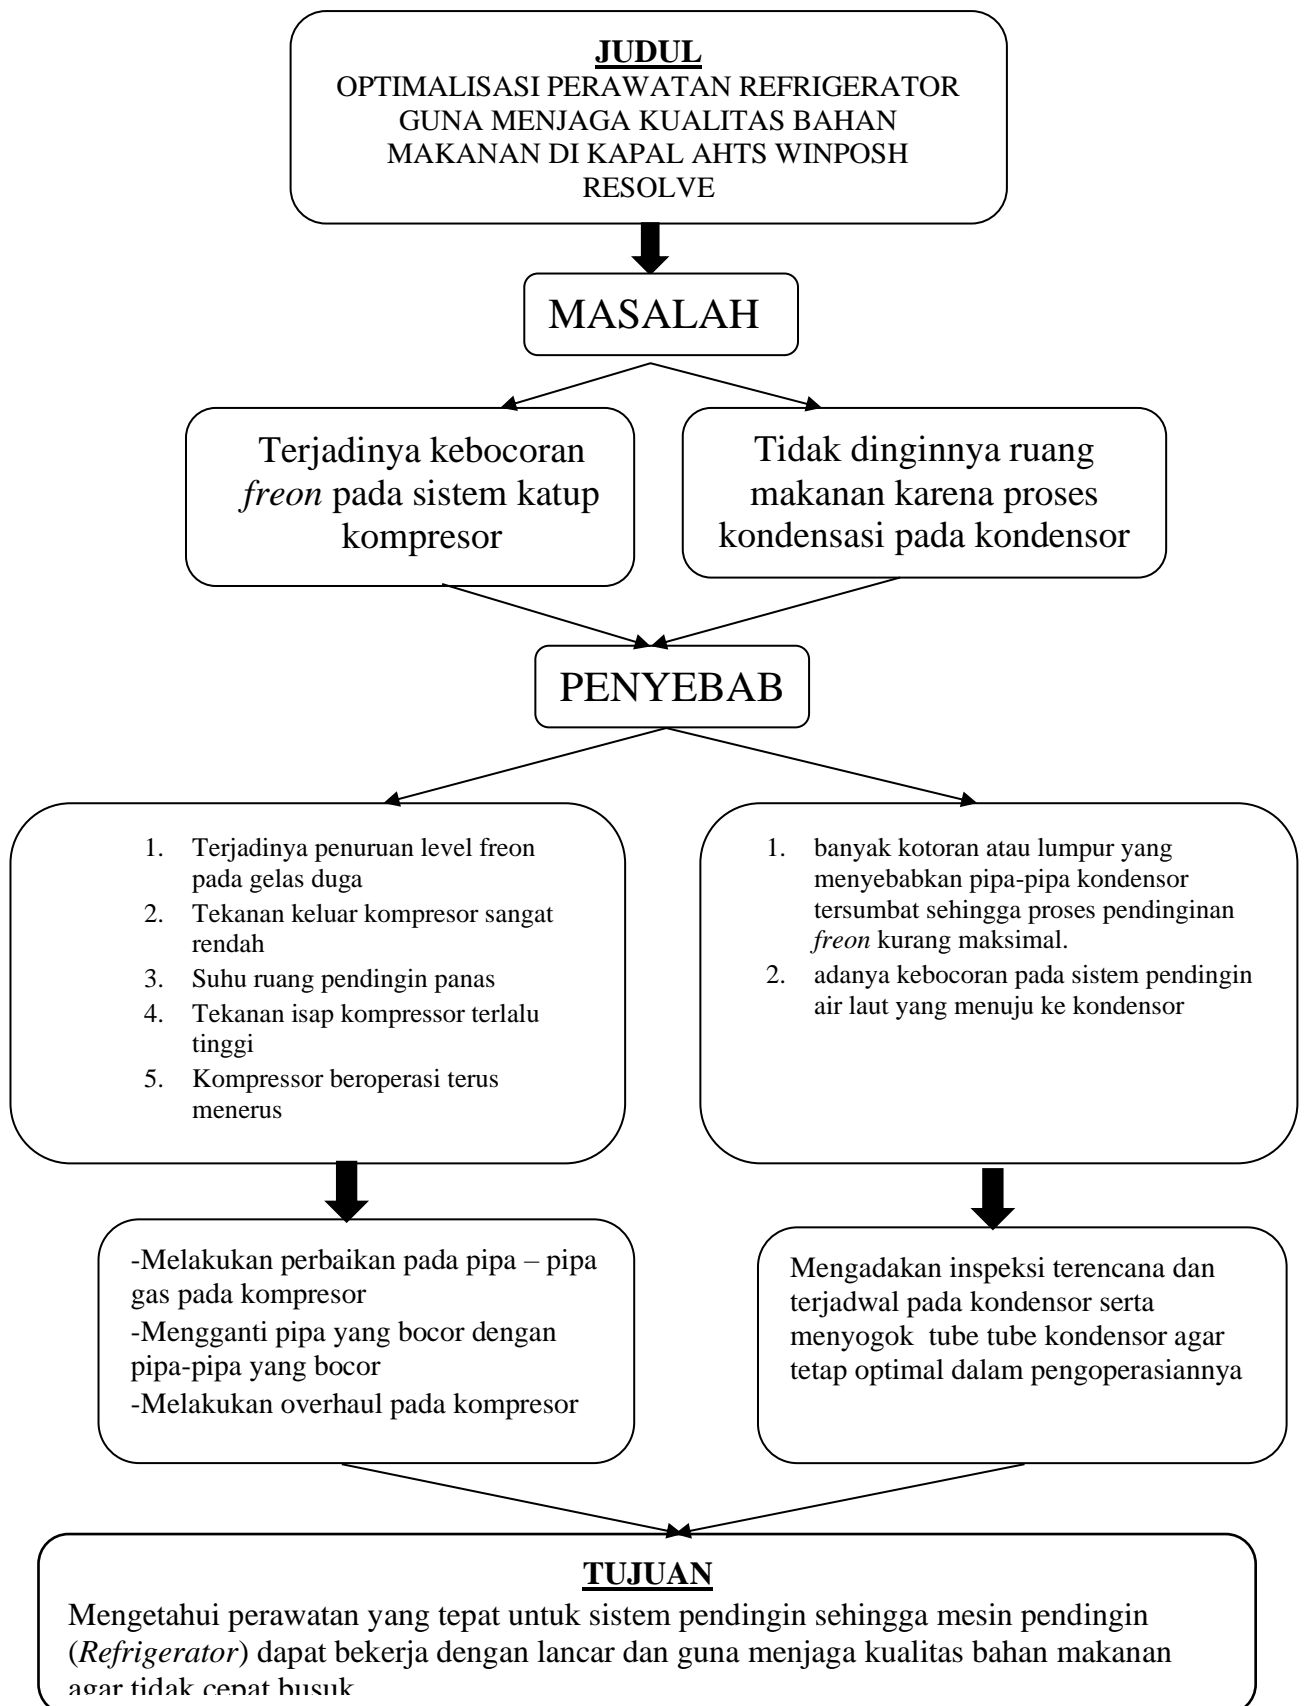 JUDUL
OPTIMALISASI PERAWATAN REFRIGERATOR
GUNA MENJAGA KUALITAS BAHAN
MAKANAN DI KAPAL AHTS WINPOSH
RESOLVE
MASALAH
Terjadinya kebocoran
freon pada sistem katup
kompresor
Tidak dinginnya ruang
makanan karena proses
kondensasi pada kondensor
PENYEBAB
1. Terjadinya penuruan level freon
pada gelas duga
2. Tekanan keluar kompresor sangat
rendah
3. Suhu ruang pendingin panas
4. Tekanan isap kompressor terlalu
tinggi
5. Kompressor beroperasi terus
menerus
1. banyak kotoran atau lumpur yang
menyebabkan pipa-pipa kondensor
tersumbat sehingga proses pendinginan
freon kurang maksimal.
2. adanya kebocoran pada sistem pendingin
air laut yang menuju ke kondensor
-Melakukan perbaikan pada pipa – pipa
gas pada kompresor
-Mengganti pipa yang bocor dengan
pipa-pipa yang bocor
-Melakukan overhaul pada kompresor
Mengadakan inspeksi terencana dan
terjadwal pada kondensor serta
menyogok tube tube kondensor agar
tetap optimal dalam pengoperasiannya
TUJUAN
Mengetahui perawatan yang tepat untuk sistem pendingin sehingga mesin pendingin
(Refrigerator) dapat bekerja dengan lancar dan guna menjaga kualitas bahan makanan
agar tidak cepat busuk